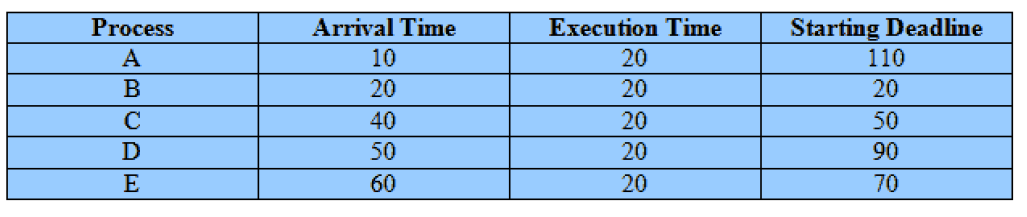 Process Arrival Time Execution Time Starting Deadline
A 10 20 110
B 20 20 20
C 40 20 50
D 50 20 90
E 60 20 70